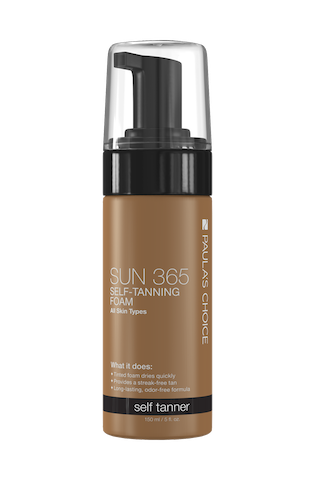 SUN 365
SELF-TANNING
FOAM
All Skin Types
PAULA'S CHOICE
What it does:
• Tinted foam dries quickly
• Provides a streak-free tan
• Long-lasting, odor-free formula
self tanner
150 ml / 5 fl oz